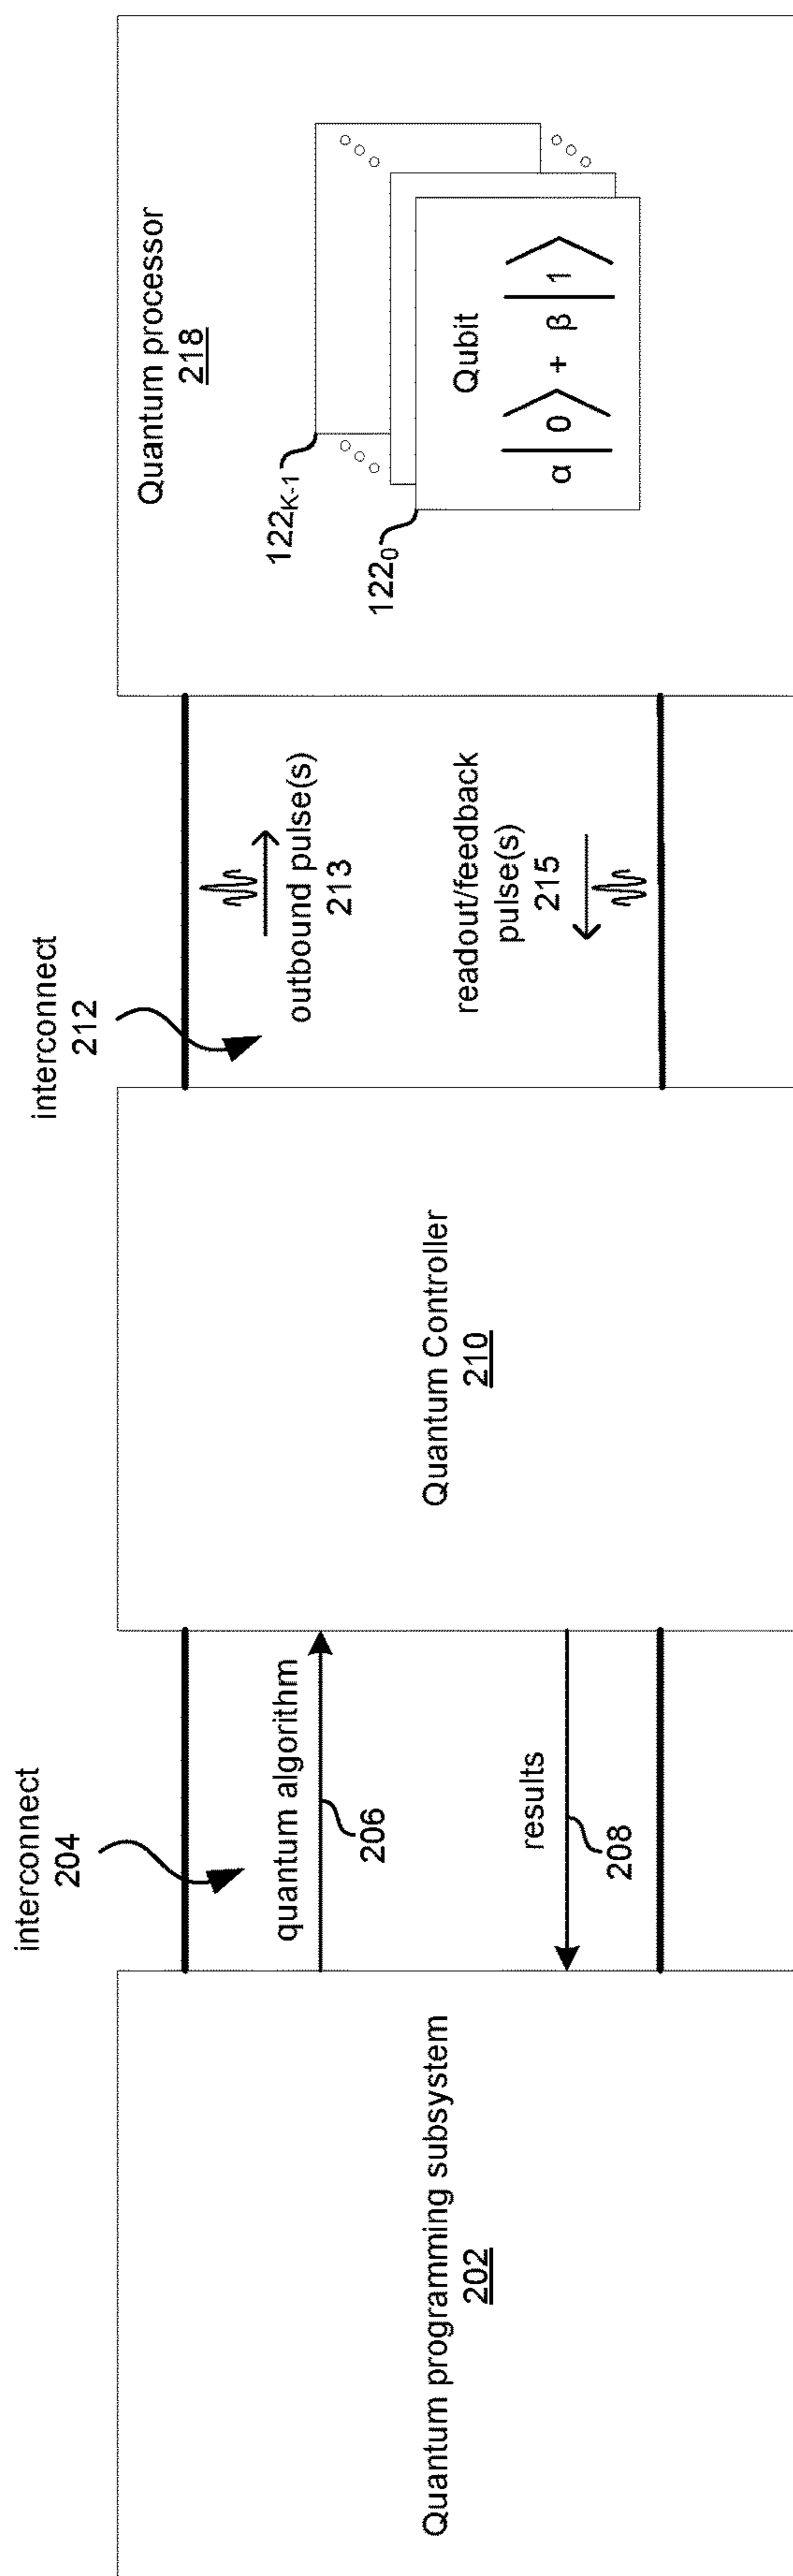 interconnect
204
interconnect
212
Quantum programming subsystem
202
quantum algorithm
206
results
208
Quantum Controller
210
outbound pulse(s)
213
readout/feedback
pulse(s)
215
Quantum processor
218
122K-1
1220
Qubit
α|0⟩ + β|1⟩